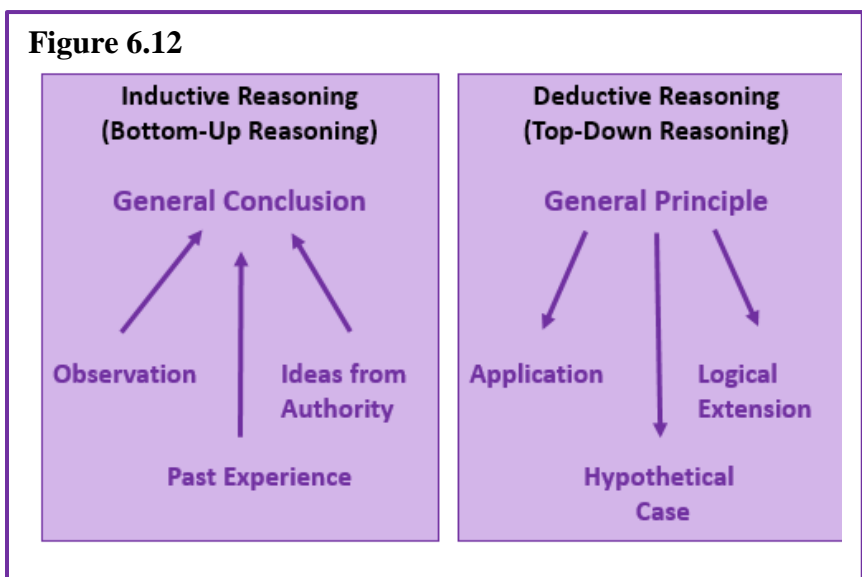 Figure 6.12
Inductive Reasoning
(Bottom-Up Reasoning)
General Conclusion
Observation
Ideas from
Authority
Past Experience
Deductive Reasoning
(Top-Down Reasoning)
General Principle
Application
Logical
Extension
Hypothetical
Case